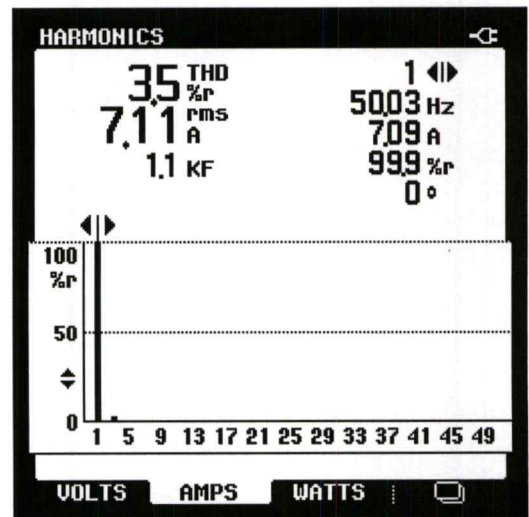 HARMONICS
3.5 THD %r
7.11 rms A
1.1 KF
1
50.03 Hz
7.09 A
99.9 %r
0°
100
%r
50
0
1 5 9 13 17 21 25 29 33 37 41 45 49
VOLTS AMPS WATTS